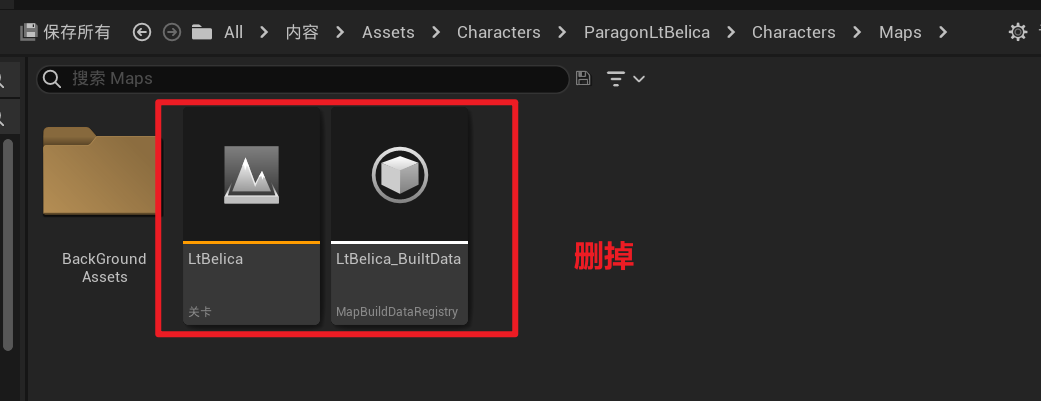 保存所有 All 内容 Assets Characters ParagonLtBelica Characters Maps
搜索 Maps
BackGround
Assets
LtBelica
关卡
LtBelica_BuiltData
MapBuildDataRegistry
删掉